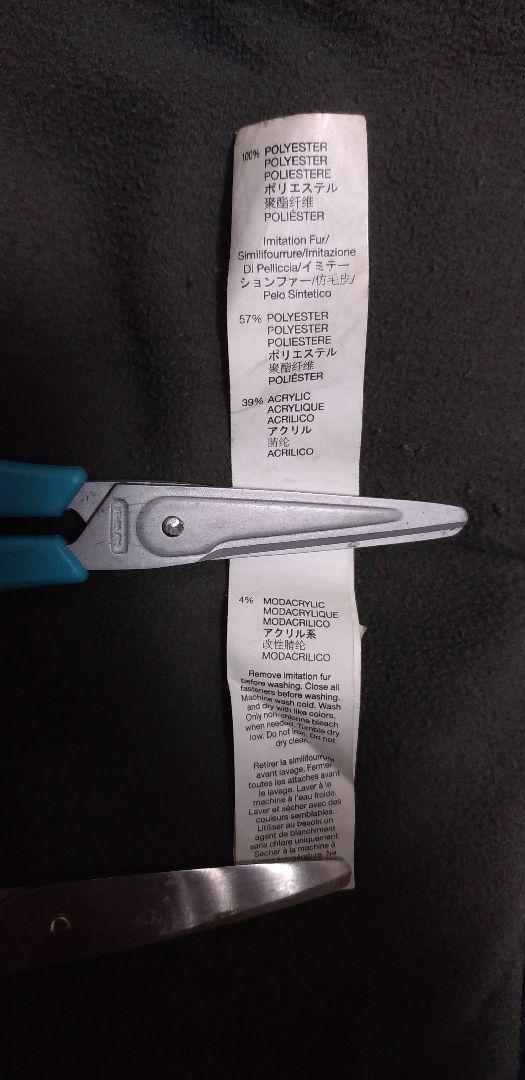 100% POLYESTER
POLYESTER
POLIESTERE
ポリエステル
聚酯纤维
POLIÉSTER
Imitation Fur/
Similifourrure/Imitazione
Di Pelliccia/イミテー
ションファー/仿毛皮/
Pelo Sintetico
57% POLYESTER
POLYESTER
POLIESTERE
ポリエステル
聚酯纤维
POLIÉSTER
39% ACRYLIC
ACRYLIQUE
ACRILICO
アクリル
腈纶
ACRILICO
4% MODACRYLIC
MODACRYLIQUE
MODACRILICO
アクリル系
改性腈纶
MODACRILICO
Remove imitation fur
before washing. Close all
fasteners before washing.
Machine wash cold. Wash
and dry with like colors.
Only non-chlorine bleach
when needed. Tumble dry
low. Do not iron. Do not
dry clean.
Retirer la similifourrure
avant lavage. Fermer
toutes les attaches avant
le lavage. Laver à la
machine à l'eau froide.
Laver et sécher avec des
couleurs semblables.
Utiliser au besoin un
agent de blanchiment
sans chlore uniquement.
Sécher à la machine à
température. Ne